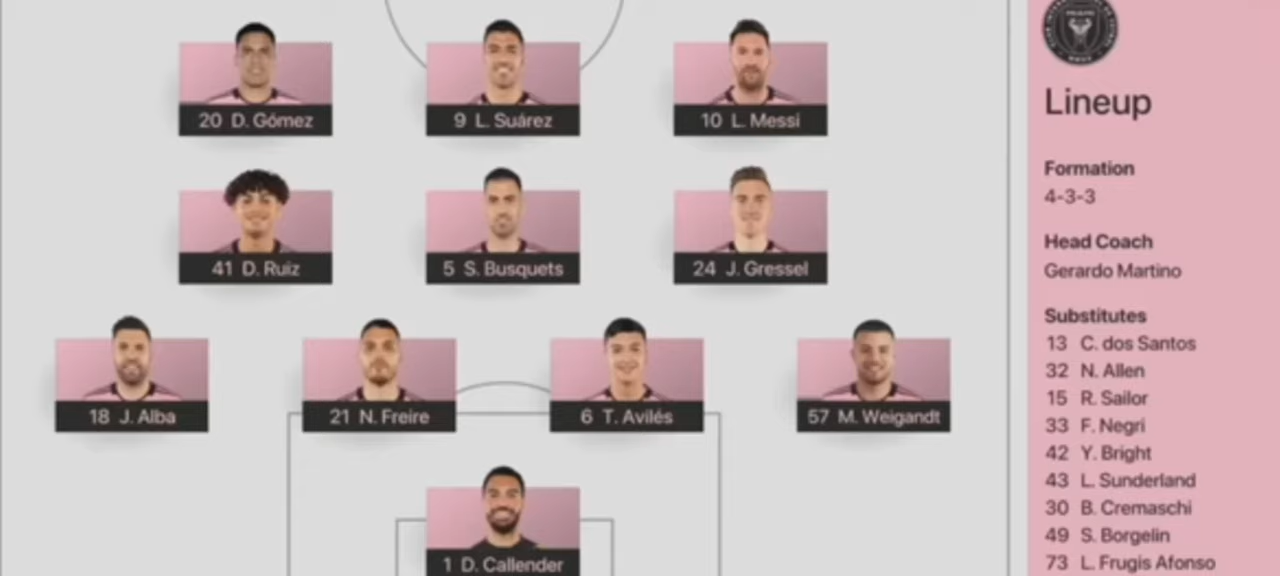 20 D. Gómez
9 L. Suárez
10 L. Messi
41 D. Ruiz
5 S. Busquets
24 J. Gressel
18 J. Alba
21 N. Freire
6 T. Avilés
57 M. Weigandt
1 D. Callender
Lineup
Formation
4-3-3
Head Coach
Gerardo Martino
Substitutes
13 C. dos Santos
32 N. Allen
15 R. Sailor
33 F. Negri
42 Y. Bright
43 L. Sunderland
30 B. Cremaschi
49 S. Borgelin
73 L. Frugis Afonso